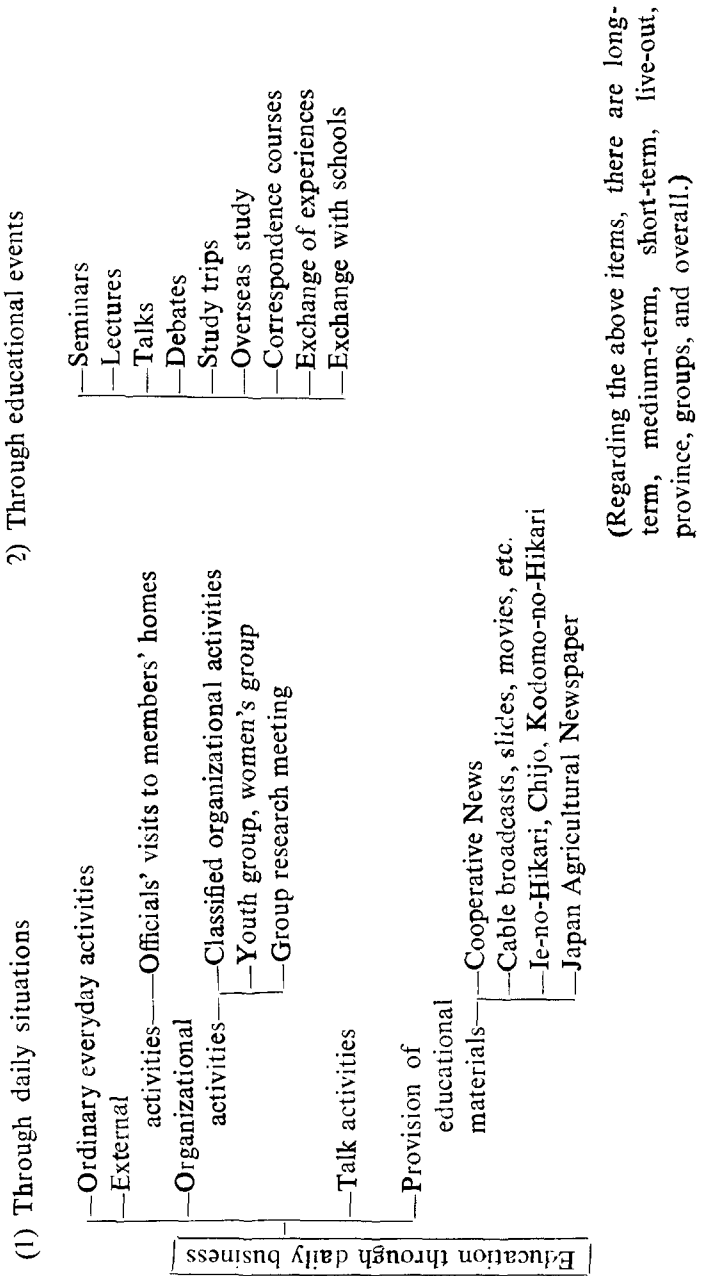 (1) Through daily situations
Education through daily business
Ordinary everyday activities
External
activities—Officials' visits to members' homes
Organizational
activities—Classified organizational activities
Youth group, women's group
Group research meeting
Talk activities
Provision of
educational
materials—Cooperative News
Cable broadcasts, slides, movies, etc.
Ie-no-Hikari, Chijo, Kodomo-no-Hikari
Japan Agricultural Newspaper
2) Through educational events
Seminars
Lectures
Talks
Debates
Study trips
Overseas study
Correspondence courses
Exchange of experiences
Exchange with schools
(Regarding the above items, there are long-
term, medium-term, short-term, live-out,
province, groups, and overall.)